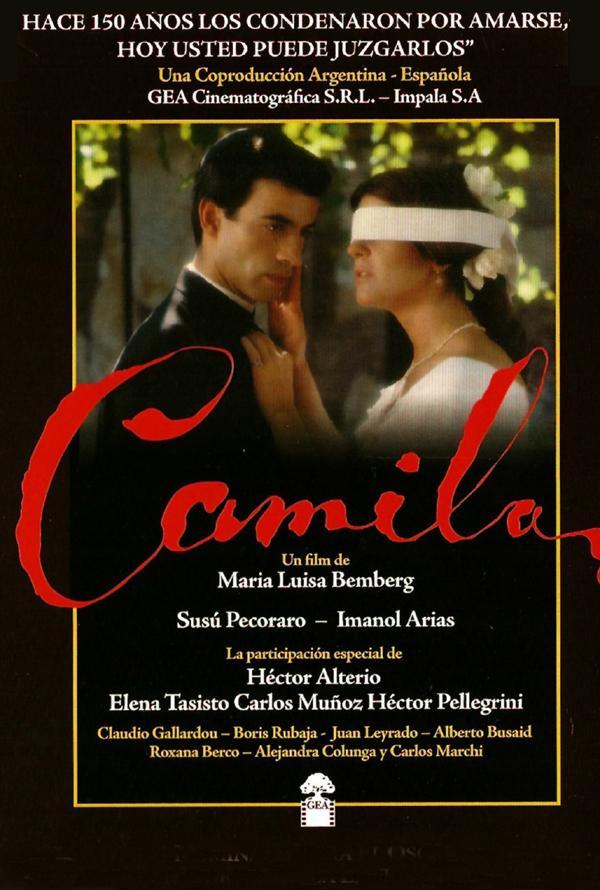 HACE 150 AÑOS LOS CONDENARON POR AMARSE,
HOY USTED PUEDE JUZGARLOS”
Una Coproducción Argentina - Española
GEA Cinematográfica S.R.L. – Impala S.A
Camila
Un film de
Maria Luisa Bemberg
Susú Pecoraro – Imanol Arias
La participación especial de
Héctor Alterio
Elena Tasisto Carlos Muñoz Héctor Pellegrini
Claudio Gallardou – Boris Rubaja - Juan Leyrado – Alberto Busaid
Roxana Berco – Alejandra Colunga y Carlos Marchi
GEA